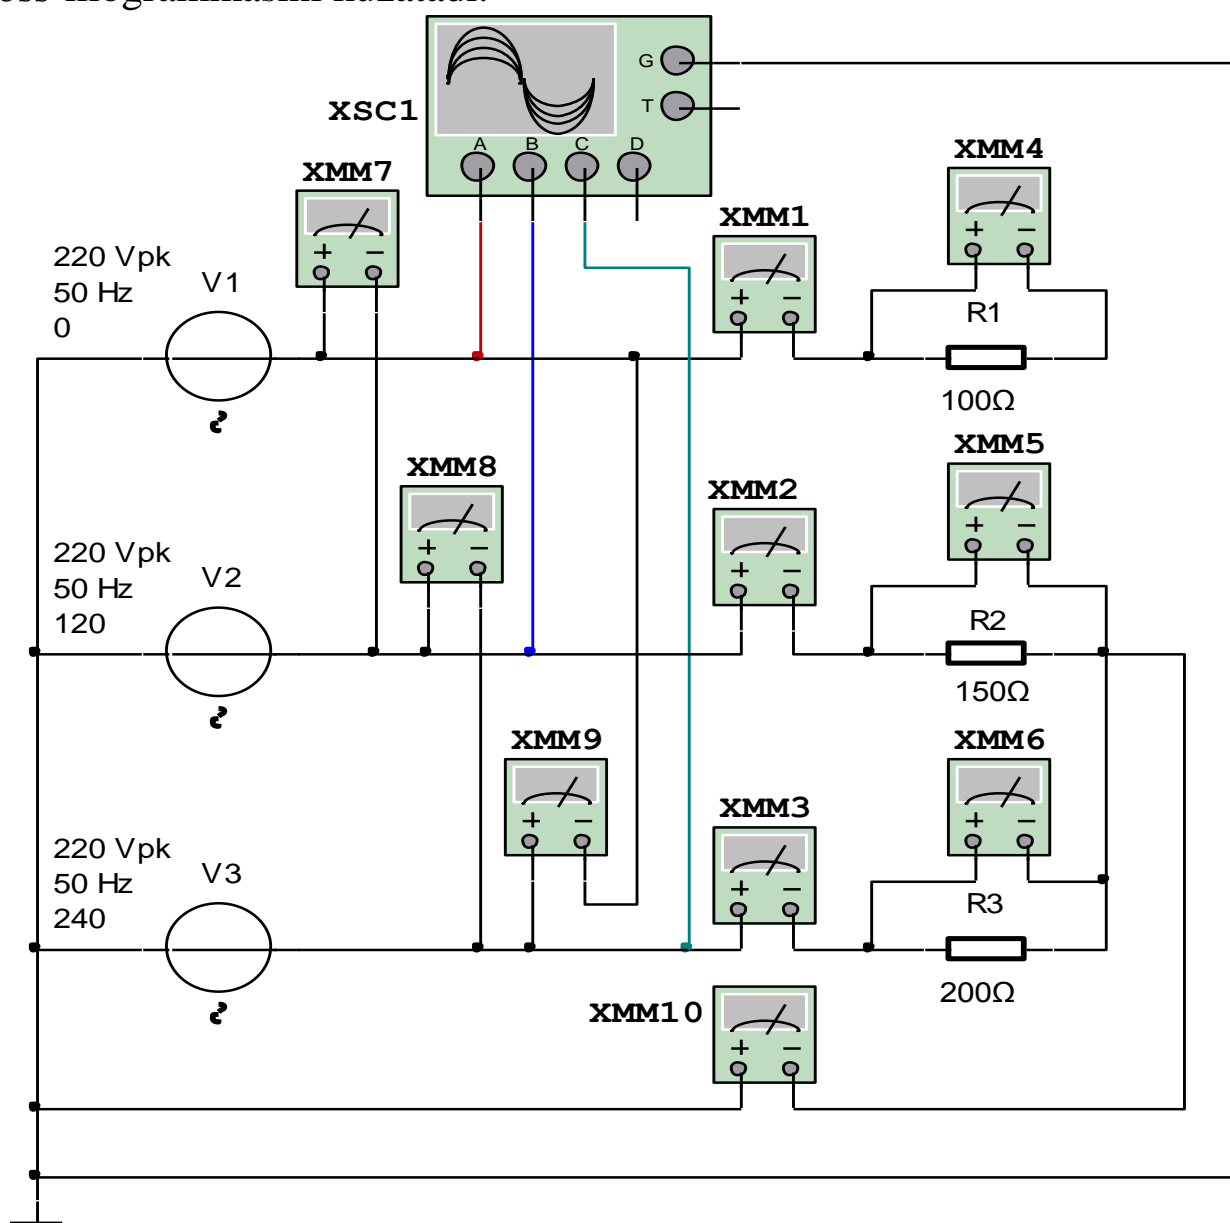 G
XSC1
T
A B C D
XMM7
XMM4
XMM1
+ −
220 Vpk
50 Hz
0
V1
+ −
+ −
R1
100Ω
XMM8
XMM5
XMM2
+ −
220 Vpk
50 Hz
120
V2
+ −
+ −
R2
150Ω
XMM9
XMM6
XMM3
+ −
220 Vpk
50 Hz
240
V3
+ −
+ −
R3
200Ω
XMM10
+ −